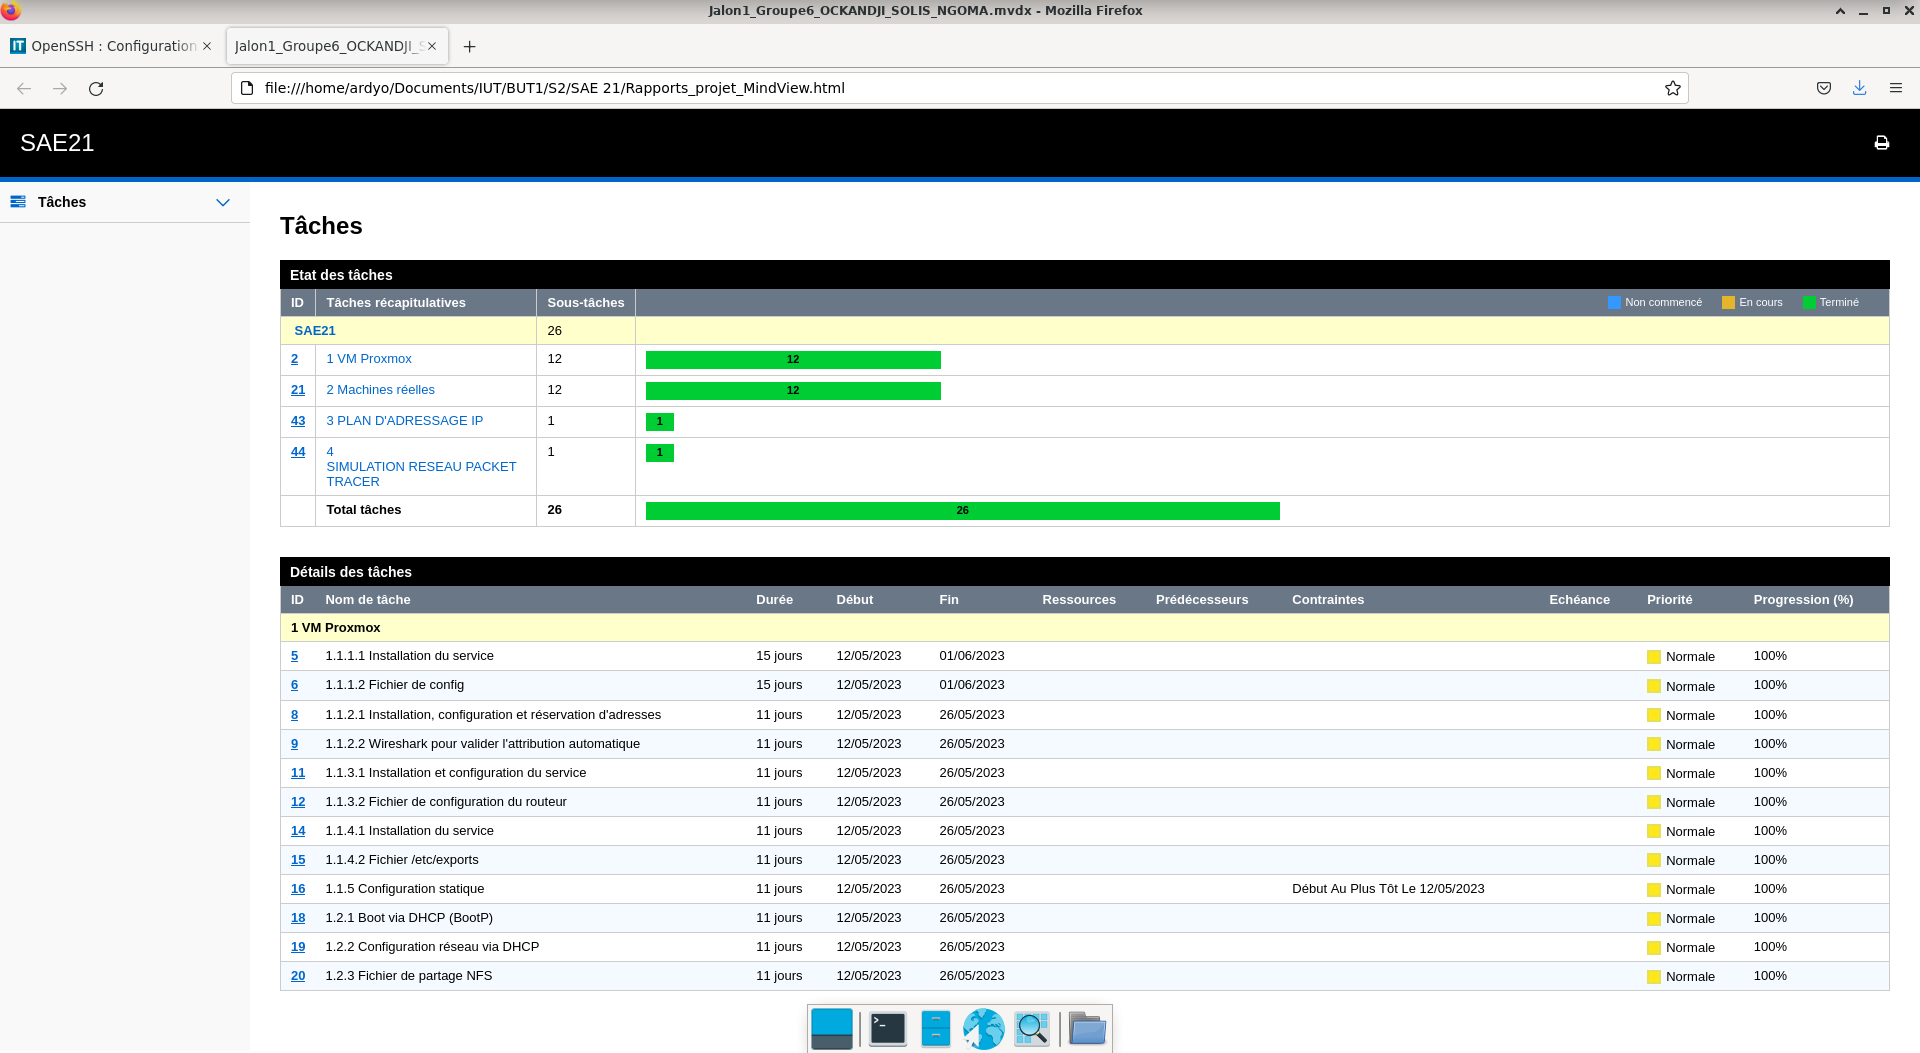 Jalon1_Groupe6_OCKANDJI_SOLIS_NGOMA.mvdx - Mozilla Firefox
OpenSSH : Configuration
Jalon1_Groupe6_OCKANDJI_S
file:///home/ardyo/Documents/IUT/BUT1/S2/SAE 21/Rapports_projet_MindView.html
SAE21
Tâches
Tâches
Etat des tâches
ID Tâches récapitulatives Sous-tâches Non commencé En cours Terminé
SAE21 26
2 1 VM Proxmox 12 12
21 2 Machines réelles 12 12
43 3 PLAN D'ADRESSAGE IP 1 1
44 4 1 1
SIMULATION RESEAU PACKET
TRACER
Total tâches 26 26
Détails des tâches
ID Nom de tâche Durée Début Fin Ressources Prédécesseurs Contraintes Echéance Priorité Progression (%)
1 VM Proxmox
5 1.1.1.1 Installation du service 15 jours 12/05/2023 01/06/2023 Normale 100%
6 1.1.1.2 Fichier de config 15 jours 12/05/2023 01/06/2023 Normale 100%
8 1.1.2.1 Installation, configuration et réservation d'adresses 11 jours 12/05/2023 26/05/2023 Normale 100%
9 1.1.2.2 Wireshark pour valider l'attribution automatique 11 jours 12/05/2023 26/05/2023 Normale 100%
11 1.1.3.1 Installation et configuration du service 11 jours 12/05/2023 26/05/2023 Normale 100%
12 1.1.3.2 Fichier de configuration du routeur 11 jours 12/05/2023 26/05/2023 Normale 100%
14 1.1.4.1 Installation du service 11 jours 12/05/2023 26/05/2023 Normale 100%
15 1.1.4.2 Fichier /etc/exports 11 jours 12/05/2023 26/05/2023 Normale 100%
16 1.1.5 Configuration statique 11 jours 12/05/2023 26/05/2023 Début Au Plus Tôt Le 12/05/2023 Normale 100%
18 1.2.1 Boot via DHCP (BootP) 11 jours 12/05/2023 26/05/2023 Normale 100%
19 1.2.2 Configuration réseau via DHCP 11 jours 12/05/2023 26/05/2023 Normale 100%
20 1.2.3 Fichier de partage NFS 11 jours 12/05/2023 26/05/2023 Normale 100%